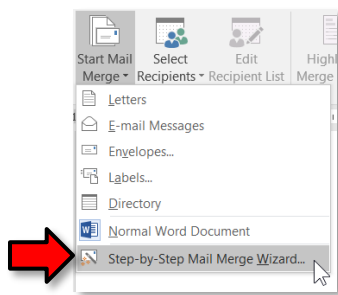 Start Mail Select Edit High
Merge Recipients Recipient List Merge
Letters
E-mail Messages
Envelopes...
Labels...
Directory
Normal Word Document
Step-by-Step Mail Merge Wizard...